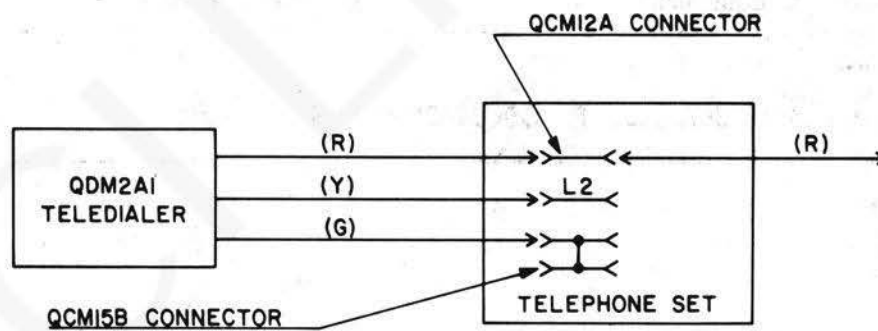 QCM12A CONNECTOR
(R)
(R)
QDM2A1
TELEDIALER
(Y)
L2
(G)
QCM15B CONNECTOR
TELEPHONE SET